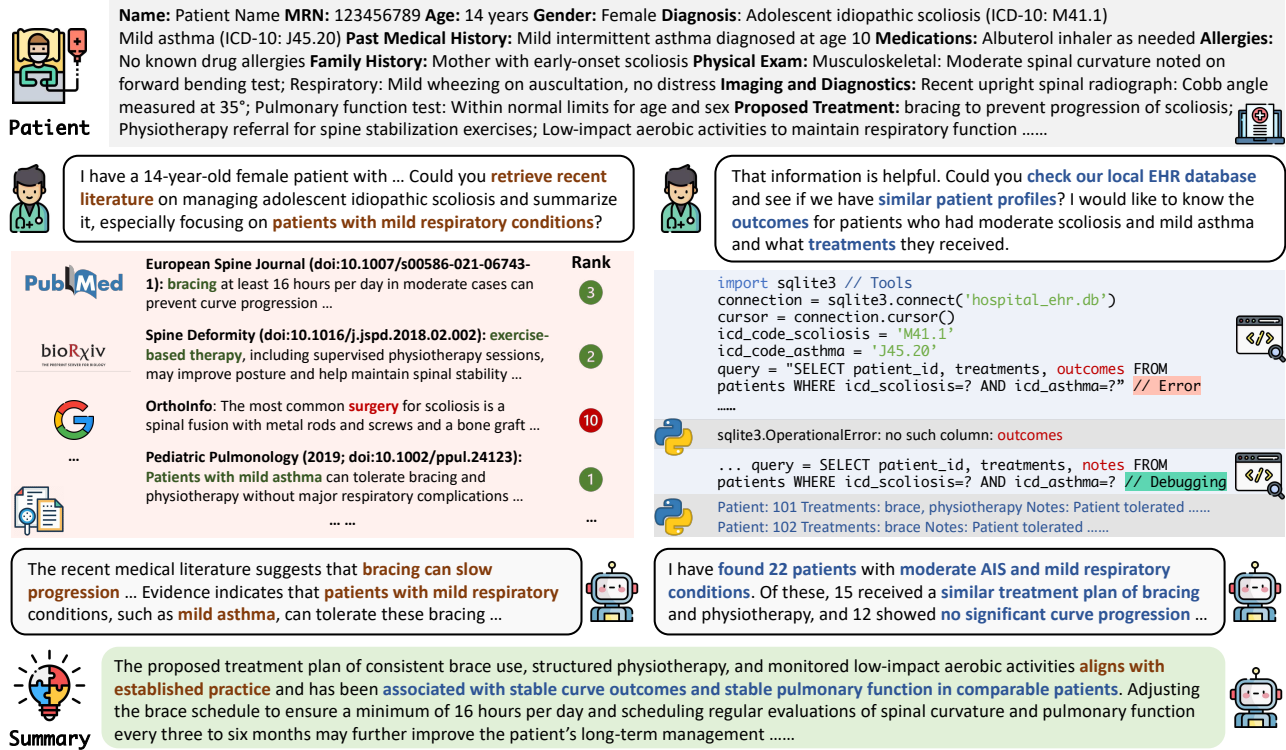 Name: Patient Name MRN: 123456789 Age: 14 years Gender: Female Diagnosis: Adolescent idiopathic scoliosis (ICD-10: M41.1)
Mild asthma (ICD-10: J45.20) Past Medical History: Mild intermittent asthma diagnosed at age 10 Medications: Albuterol inhaler as needed Allergies:
No known drug allergies Family History: Mother with early-onset scoliosis Physical Exam: Musculoskeletal: Moderate spinal curvature noted on
forward bending test; Respiratory: Mild wheezing on auscultation, no distress Imaging and Diagnostics: Recent upright spinal radiograph: Cobb angle
measured at 35°; Pulmonary function test: Within normal limits for age and sex Proposed Treatment: bracing to prevent progression of scoliosis;
Physiotherapy referral for spine stabilization exercises; Low-impact aerobic activities to maintain respiratory function ......
Patient
I have a 14-year-old female patient with ... Could you retrieve recent
literature on managing adolescent idiopathic scoliosis and summarize
it, especially focusing on patients with mild respiratory conditions?
PubMed
European Spine Journal (doi:10.1007/s00586-021-06743-
1): bracing at least 16 hours per day in moderate cases can
prevent curve progression ...
Rank
3
bioRχiv
THE PREPRINT SERVER FOR BIOLOGY
Spine Deformity (doi:10.1016/j.jspd.2018.02.002): exercise-
based therapy, including supervised physiotherapy sessions,
may improve posture and help maintain spinal stability ...
2
G
OrthoInfo: The most common surgery for scoliosis is a
spinal fusion with metal rods and screws and a bone graft ...
10
...
Pediatric Pulmonology (2019; doi:10.1002/ppul.24123):
Patients with mild asthma can tolerate bracing and
physiotherapy without major respiratory complications ...
1
... ...
...
The recent medical literature suggests that bracing can slow
progression ... Evidence indicates that patients with mild respiratory
conditions, such as mild asthma, can tolerate these bracing ...
That information is helpful. Could you check our local EHR database
and see if we have similar patient profiles? I would like to know the
outcomes for patients who had moderate scoliosis and mild asthma
and what treatments they received.
import sqlite3 // Tools
connection = sqlite3.connect('hospital_ehr.db')
cursor = connection.cursor()
icd_code_scoliosis = 'M41.1'
icd_code_asthma = 'J45.20'
query = "SELECT patient_id, treatments, outcomes FROM
patients WHERE icd_scoliosis=? AND icd_asthma=?" // Error
......
</>
sqlite3.OperationalError: no such column: outcomes
... query = SELECT patient_id, treatments, notes FROM
patients WHERE icd_scoliosis=? AND icd_asthma=? // Debugging
</>
Patient: 101 Treatments: brace, physiotherapy Notes: Patient tolerated ......
Patient: 102 Treatments: brace Notes: Patient tolerated ......
I have found 22 patients with moderate AIS and mild respiratory
conditions. Of these, 15 received a similar treatment plan of bracing
and physiotherapy, and 12 showed no significant curve progression ...
Summary
The proposed treatment plan of consistent brace use, structured physiotherapy, and monitored low-impact aerobic activities aligns with
established practice and has been associated with stable curve outcomes and stable pulmonary function in comparable patients. Adjusting
the brace schedule to ensure a minimum of 16 hours per day and scheduling regular evaluations of spinal curvature and pulmonary function
every three to six months may further improve the patient's long-term management ......